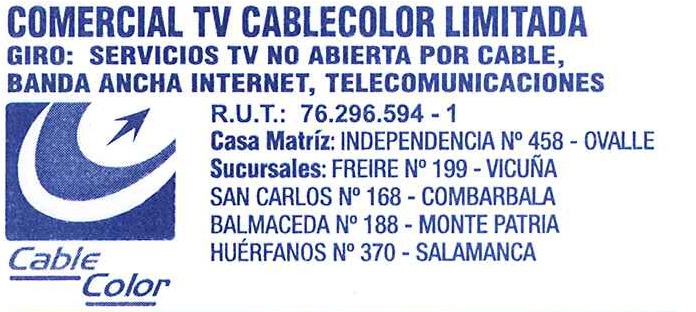 COMERCIAL TV CABLECOLOR LIMITADA
GIRO: SERVICIOS TV NO ABIERTA POR CABLE,
BANDA ANCHA INTERNET, TELECOMUNICACIONES
R.U.T.: 76.296.594 - 1
Casa Matríz: INDEPENDENCIA Nº 458 - OVALLE
Sucursales: FREIRE Nº 199 - VICUÑA
SAN CARLOS Nº 168 - COMBARBALA
BALMACEDA Nº 188 - MONTE PATRIA
HUÉRFANOS Nº 370 - SALAMANCA
Cable
Color